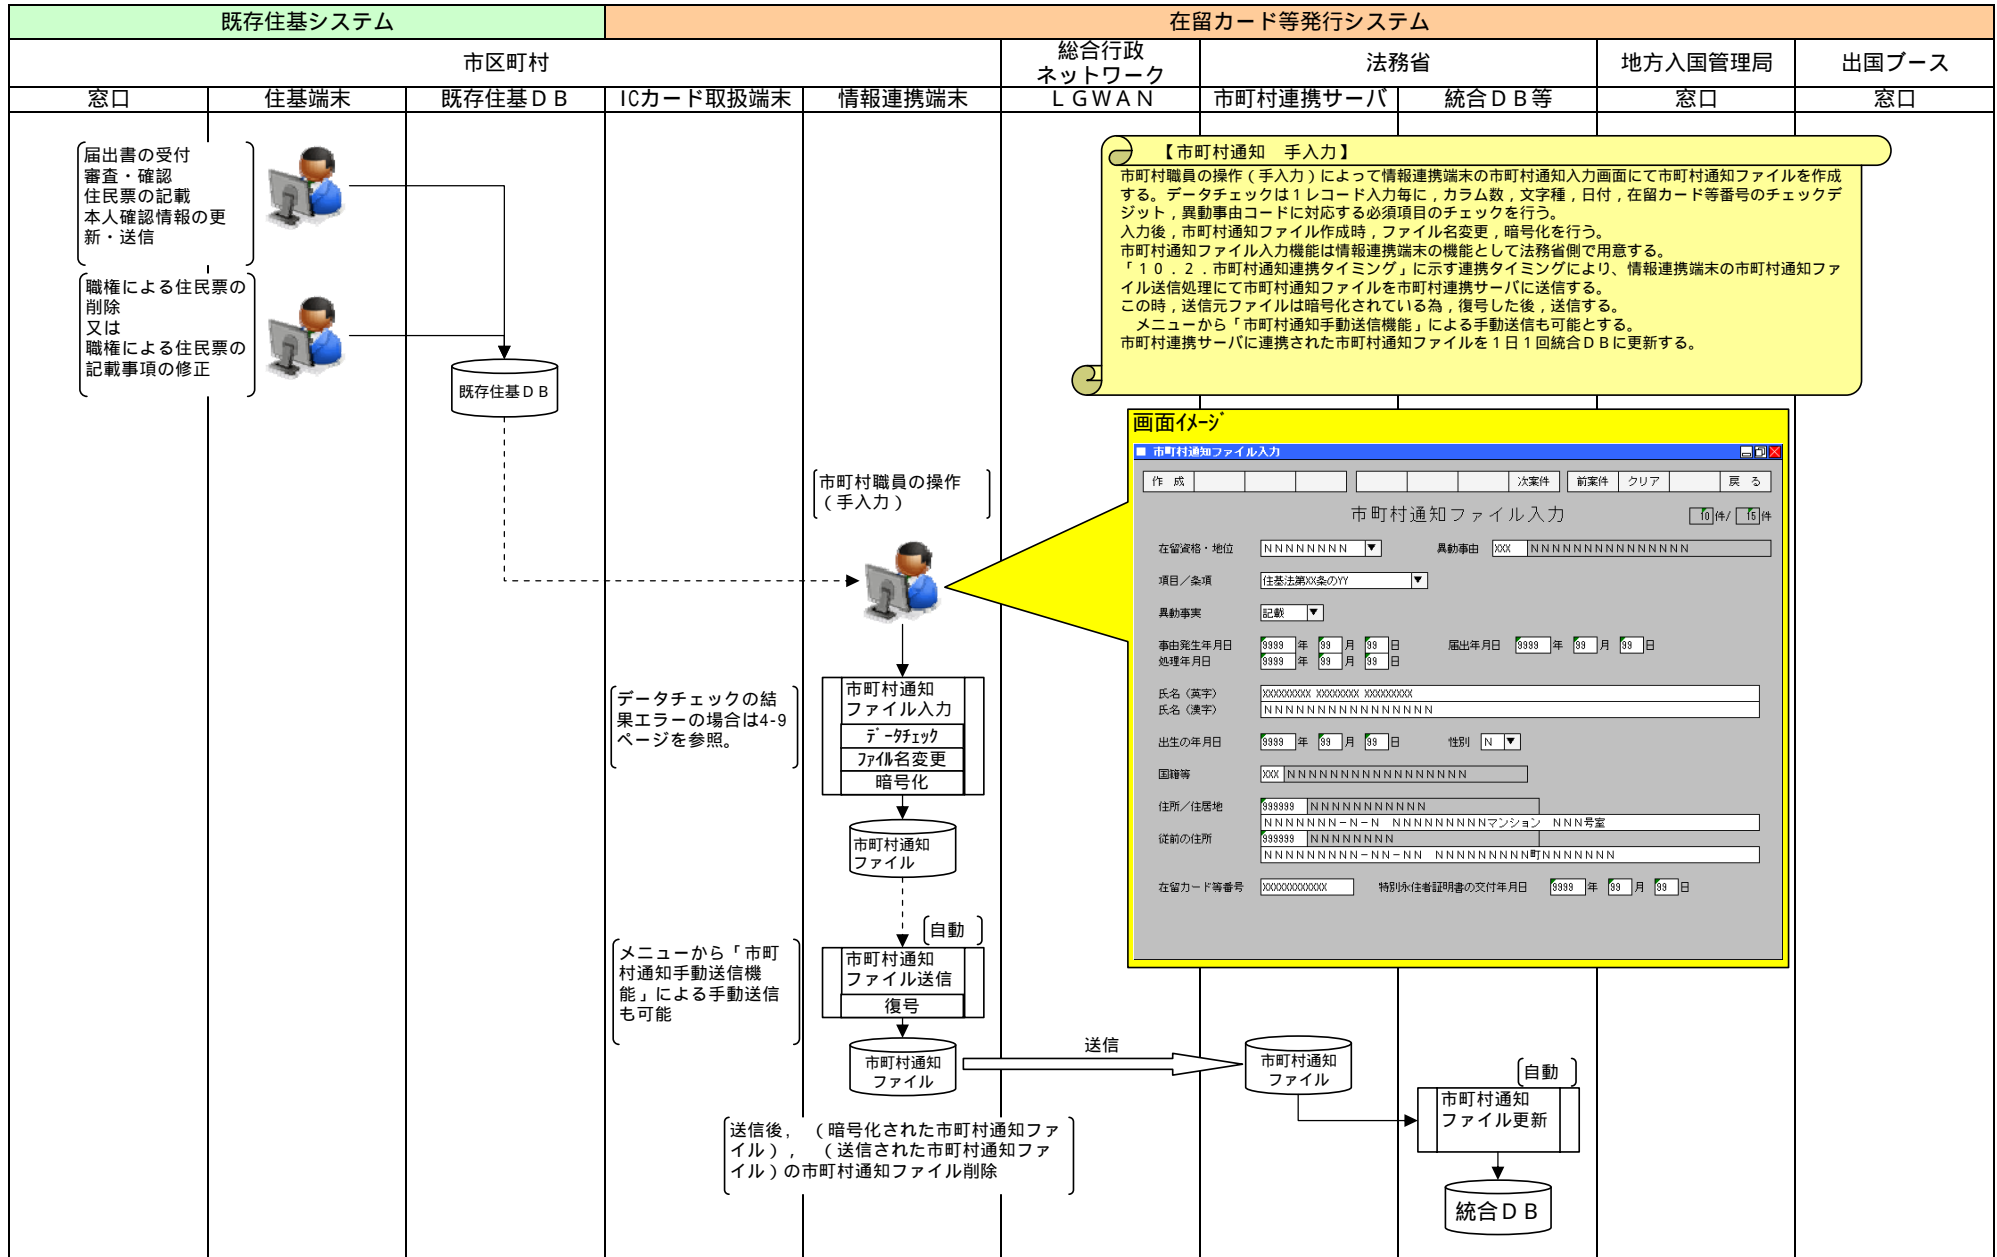 既存住基システム
在留カード等発行システム
市区町村
総合行政
ネットワーク
法務省
地方入国管理局
出国ブース
窓口
住基端末
既存住基ＤＢ
ICカード取扱端末
情報連携端末
ＬＧＷＡＮ
市町村連携サーバ
統合ＤＢ等
窓口
窓口
届出書の受付
審査・確認
住民票の記載
本人確認情報の更
新・送信
職権による住民票の
削除
又は
職権による住民票の
記載事項の修正
既存住基ＤＢ
【市町村通知　手入力】
市町村職員の操作（手入力）によって情報連携端末の市町村通知入力画面にて市町村通知ファイルを作成
する。データチェックは１レコード入力毎に，カラム数，文字種，日付，在留カード等番号のチェックデ
ジット，異動事由コードに対応する必須項目のチェックを行う。
入力後，市町村通知ファイル作成時，ファイル名変更，暗号化を行う。
市町村通知ファイル入力機能は情報連携端末の機能として法務省側で用意する。
「１０．２．市町村通知連携タイミング」に示す連携タイミングにより、情報連携端末の市町村通知ファ
イル送信処理にて市町村通知ファイルを市町村連携サーバに送信する。
この時，送信元ファイルは暗号化されている為，復号した後，送信する。
　メニューから「市町村通知手動送信機能」による手動送信も可能とする。
市町村連携サーバに連携された市町村通知ファイルを１日１回統合ＤＢに更新する。
画面ｲﾒｰｼﾞ
市町村通知ファイル入力
作　成
次案件
前案件
クリア
戻　る
市町村通知ファイル入力
10件/ 15件
在留資格・地位 ＮＮＮＮＮＮＮＮ ▼ 異動事由 XXX ＮＮＮＮＮＮＮＮＮＮＮＮＮＮＮ
項目／条項 住基法第XX条のYY ▼
異動事実 記載 ▼
事由発生年月日 9999 年 99 月 99 日 届出年月日 9999 年 99 月 99 日
処理年月日 9999 年 99 月 99 日
氏名（英字） XXXXXXXXX XXXXXXXX XXXXXXXXX
氏名（漢字） ＮＮＮＮＮＮＮＮＮＮＮＮＮＮＮＮ
出生の年月日 9999 年 99 月 99 日 性別 Ｎ ▼
国籍等 XXX ＮＮＮＮＮＮＮＮＮＮＮＮＮＮＮＮＮ
住所／住居地 999999 ＮＮＮＮＮＮＮＮＮＮＮ
ＮＮＮＮＮＮＮ－Ｎ－Ｎ　ＮＮＮＮＮＮＮＮＮマンション　ＮＮＮ号室
従前の住所 999999 ＮＮＮＮＮＮＮＮ
ＮＮＮＮＮＮＮＮＮ－ＮＮ－ＮＮ　ＮＮＮＮＮＮＮＮＮ町ＮＮＮＮＮＮＮ
在留カード等番号 XXXXXXXXXXXX 特別永住者証明書の交付年月日 9999 年 99 月 99 日
市町村職員の操作
（手入力）
データチェックの結
果エラーの場合は4-9
ページを参照。
市町村通知
ファイル入力
ﾃﾞｰﾀﾁｪｯｸ
ﾌｧｲﾙ名変更
暗号化
市町村通知
ファイル
自動
メニューから「市町
村通知手動送信機
能」による手動送信
も可能
市町村通知
ファイル送信
復号
市町村通知
ファイル
送信
市町村通知
ファイル
自動
市町村通知
ファイル更新
統合ＤＢ
送信後，　（暗号化された市町村通知ファ
イル），　（送信された市町村通知ファ
イル）の市町村通知ファイル削除